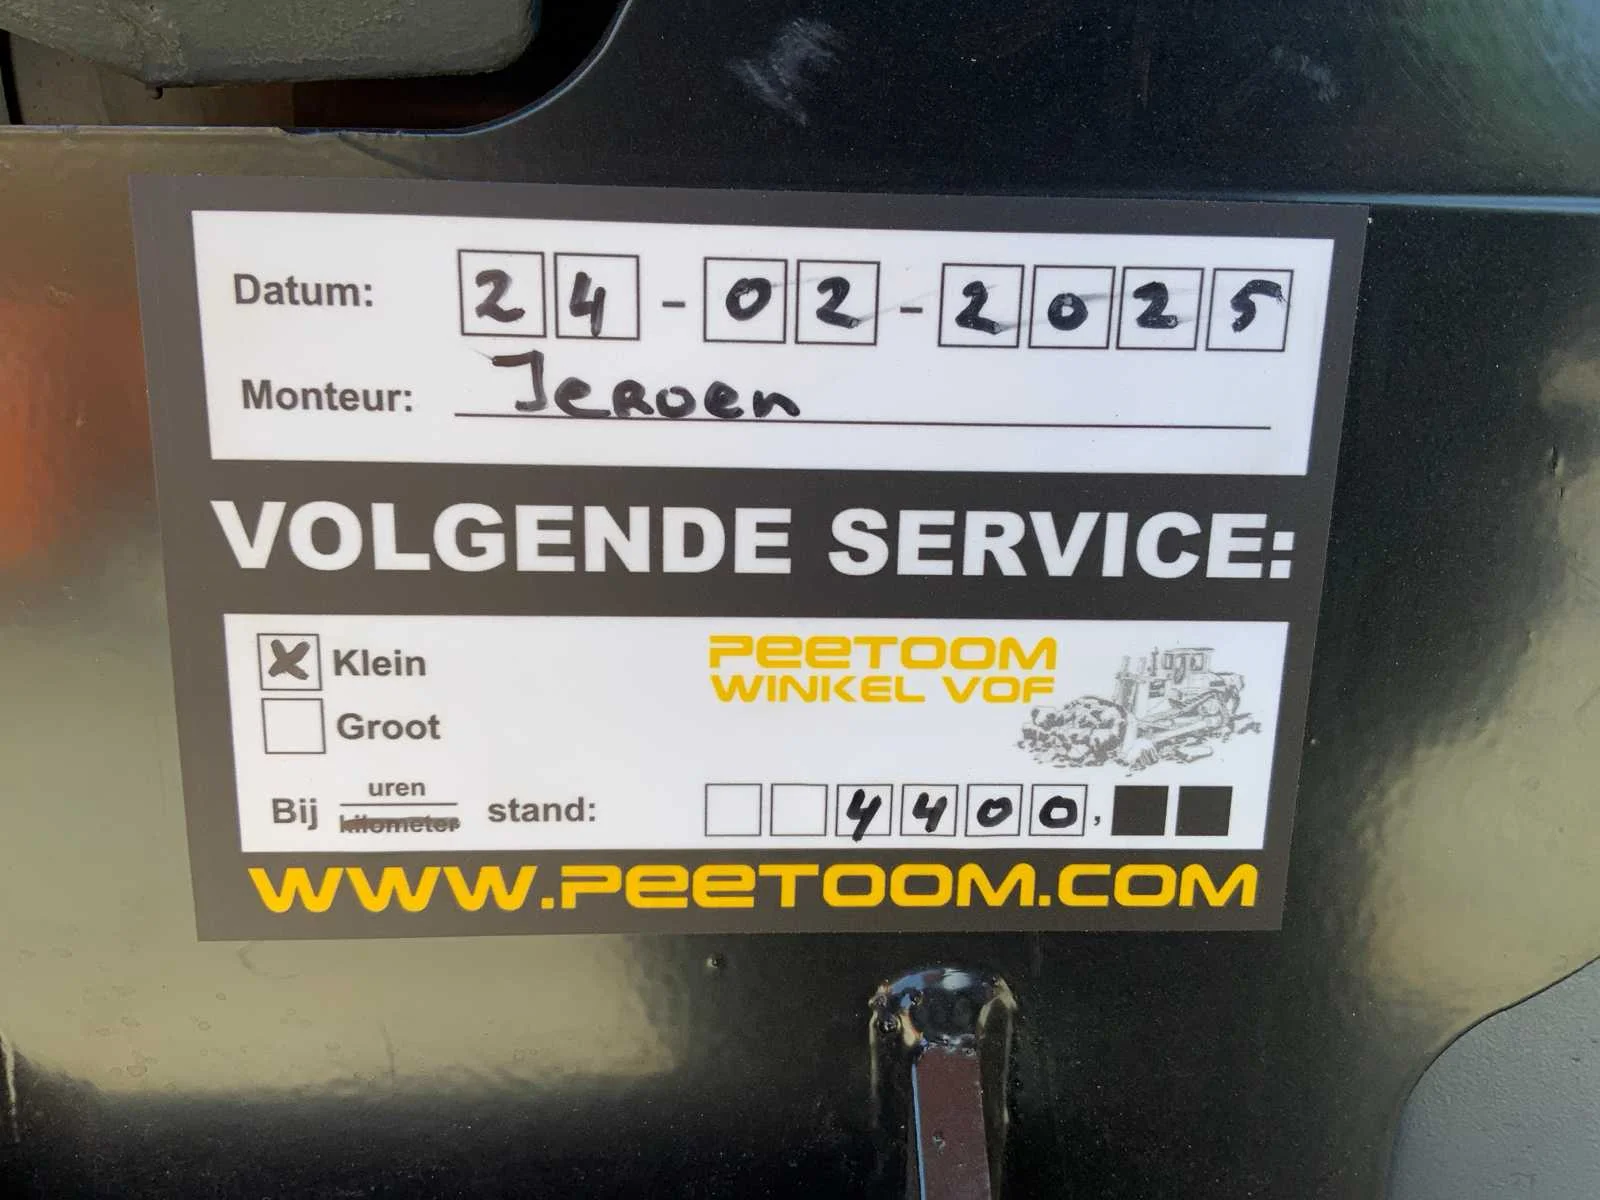 Datum: 24-02-2025
Monteur: Jeroen
VOLGENDE SERVICE:
X Klein
PEETOOM
WINKEL VOF
Groot
Bij uren stand: 4400,
kilometer
WWW.PEETOOM.COM